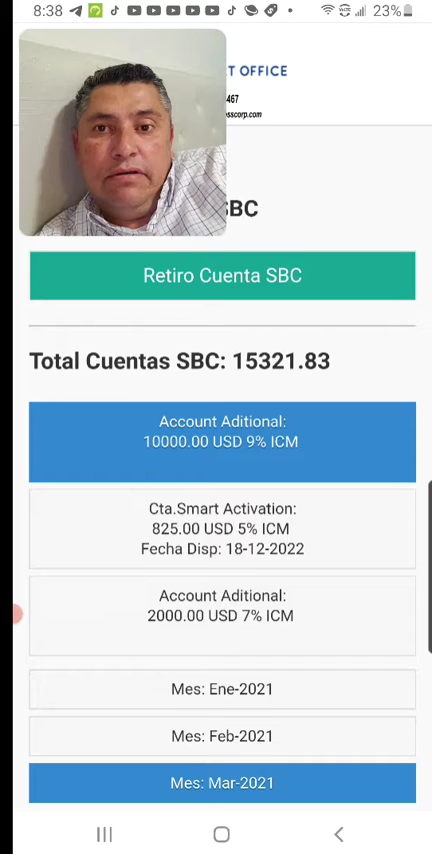 8:38
23%
T OFFICE
467
osscorp.com
SBC
Retiro Cuenta SBC
Total Cuentas SBC: 15321.83
Account Aditional:
10000.00 USD 9% ICM
Cta.Smart Activation:
825.00 USD 5% ICM
Fecha Disp: 18-12-2022
Account Aditional:
2000.00 USD 7% ICM
Mes: Ene-2021
Mes: Feb-2021
Mes: Mar-2021